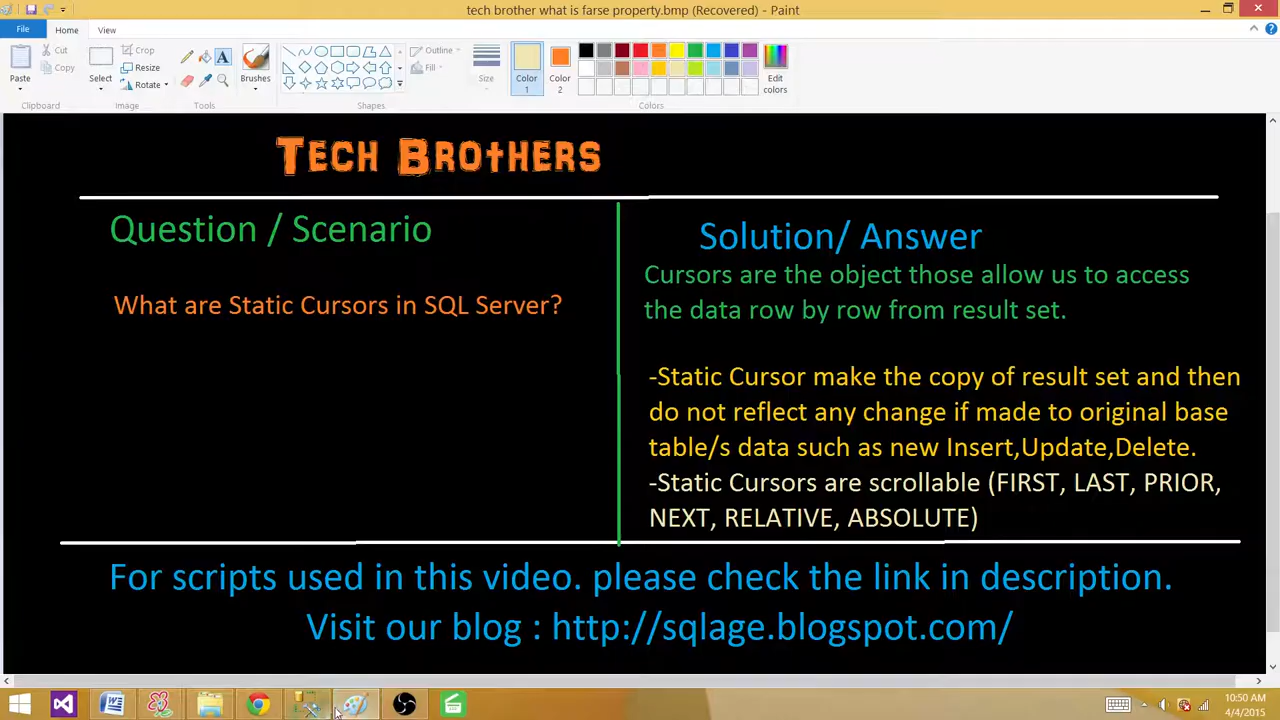 tech brother what is farse property.bmp (Recovered) - Paint
File
Home
View
Paste
Cut
Copy
Clipboard
Select
Crop
Resize
Rotate
Image
Tools
Brushes
Outline
Fill
Shapes
Size
Color 1
Color 2
Edit colors
Colors
Tech Brothers
Question / Scenario
What are Static Cursors in SQL Server?
Solution/ Answer
Cursors are the object those allow us to access
the data row by row from result set.
-Static Cursor make the copy of result set and then
do not reflect any change if made to original base
table/s data such as new Insert,Update,Delete.
-Static Cursors are scrollable (FIRST, LAST, PRIOR,
NEXT, RELATIVE, ABSOLUTE)
For scripts used in this video. please check the link in description.
Visit our blog : http://sqlage.blogspot.com/
10:50 AM
4/4/2015